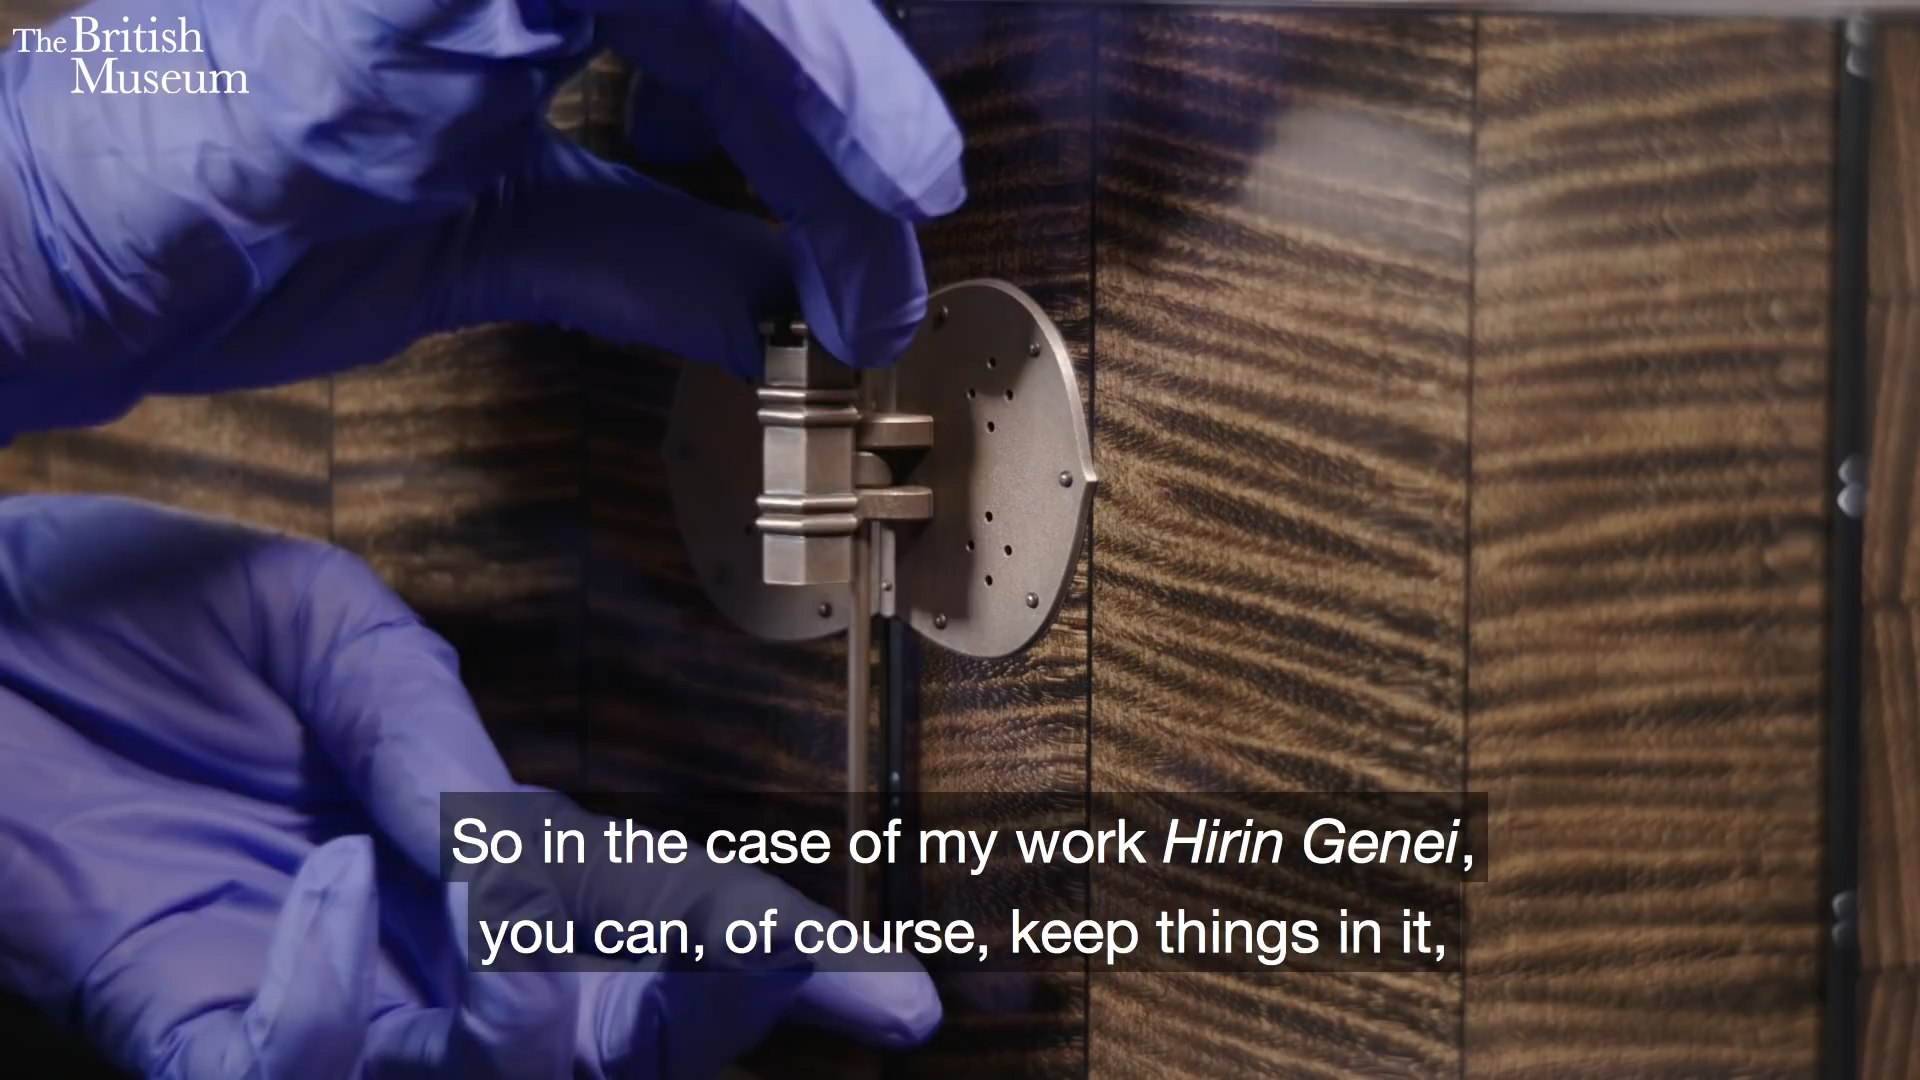 The British
Museum
So in the case of my work Hirin Genei,
you can, of course, keep things in it,